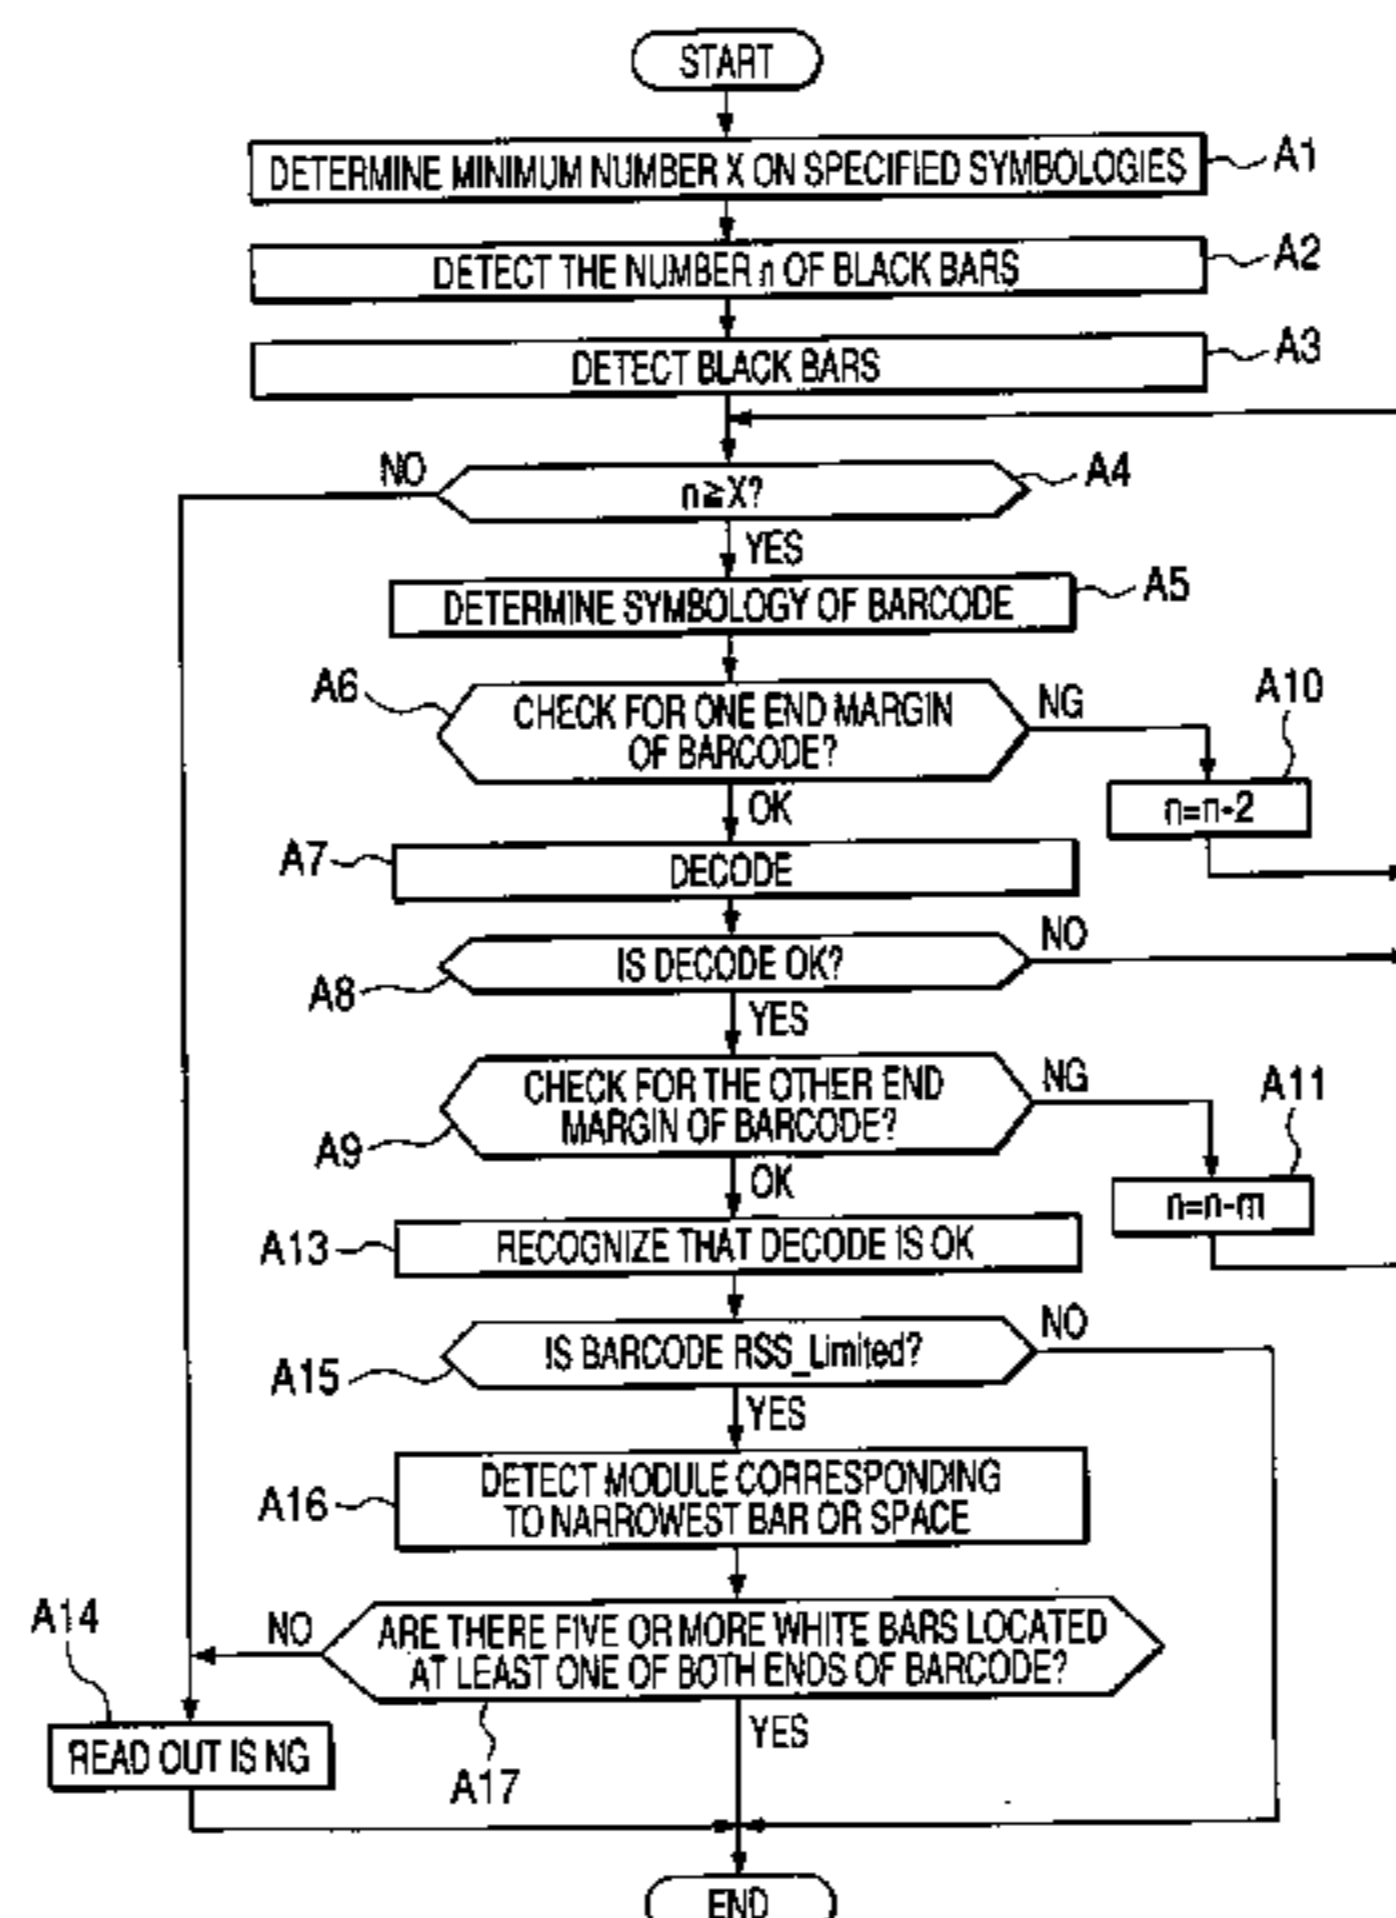 START
DETERMINE MINIMUM NUMBER X ON SPECIFIED SYMBOLOGIES
A1
DETECT THE NUMBER n OF BLACK BARS
A2
DETECT BLACK BARS
A3
NO
n≧X?
A4
YES
DETERMINE SYMBOLOGY OF BARCODE
A5
A6
CHECK FOR ONE END MARGIN
OF BARCODE?
NG
A10
n=n-2
OK
A7
DECODE
A8
IS DECODE OK?
NO
YES
CHECK FOR THE OTHER END
MARGIN OF BARCODE?
A9
NG
A11
n=n-m
OK
A13
RECOGNIZE THAT DECODE IS OK
A15
IS BARCODE RSS_Limited?
NO
YES
A16
DETECT MODULE CORRESPONDING
TO NARROWEST BAR OR SPACE
A14
NO
ARE THERE FIVE OR MORE WHITE BARS LOCATED
AT LEAST ONE OF BOTH ENDS OF BARCODE?
YES
READ OUT IS NG
A17
END